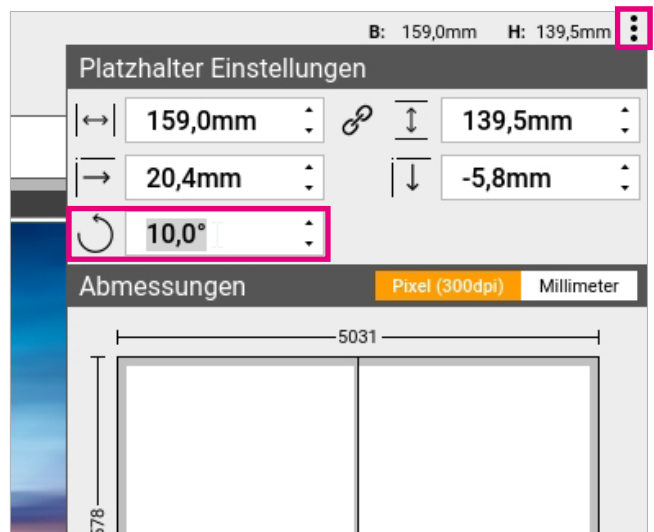 B: 159,0mm H: 139,5mm
Platzhalter Einstellungen
159,0mm 139,5mm
20,4mm -5,8mm
10,0°
Abmessungen Pixel (300dpi) Millimeter
5031